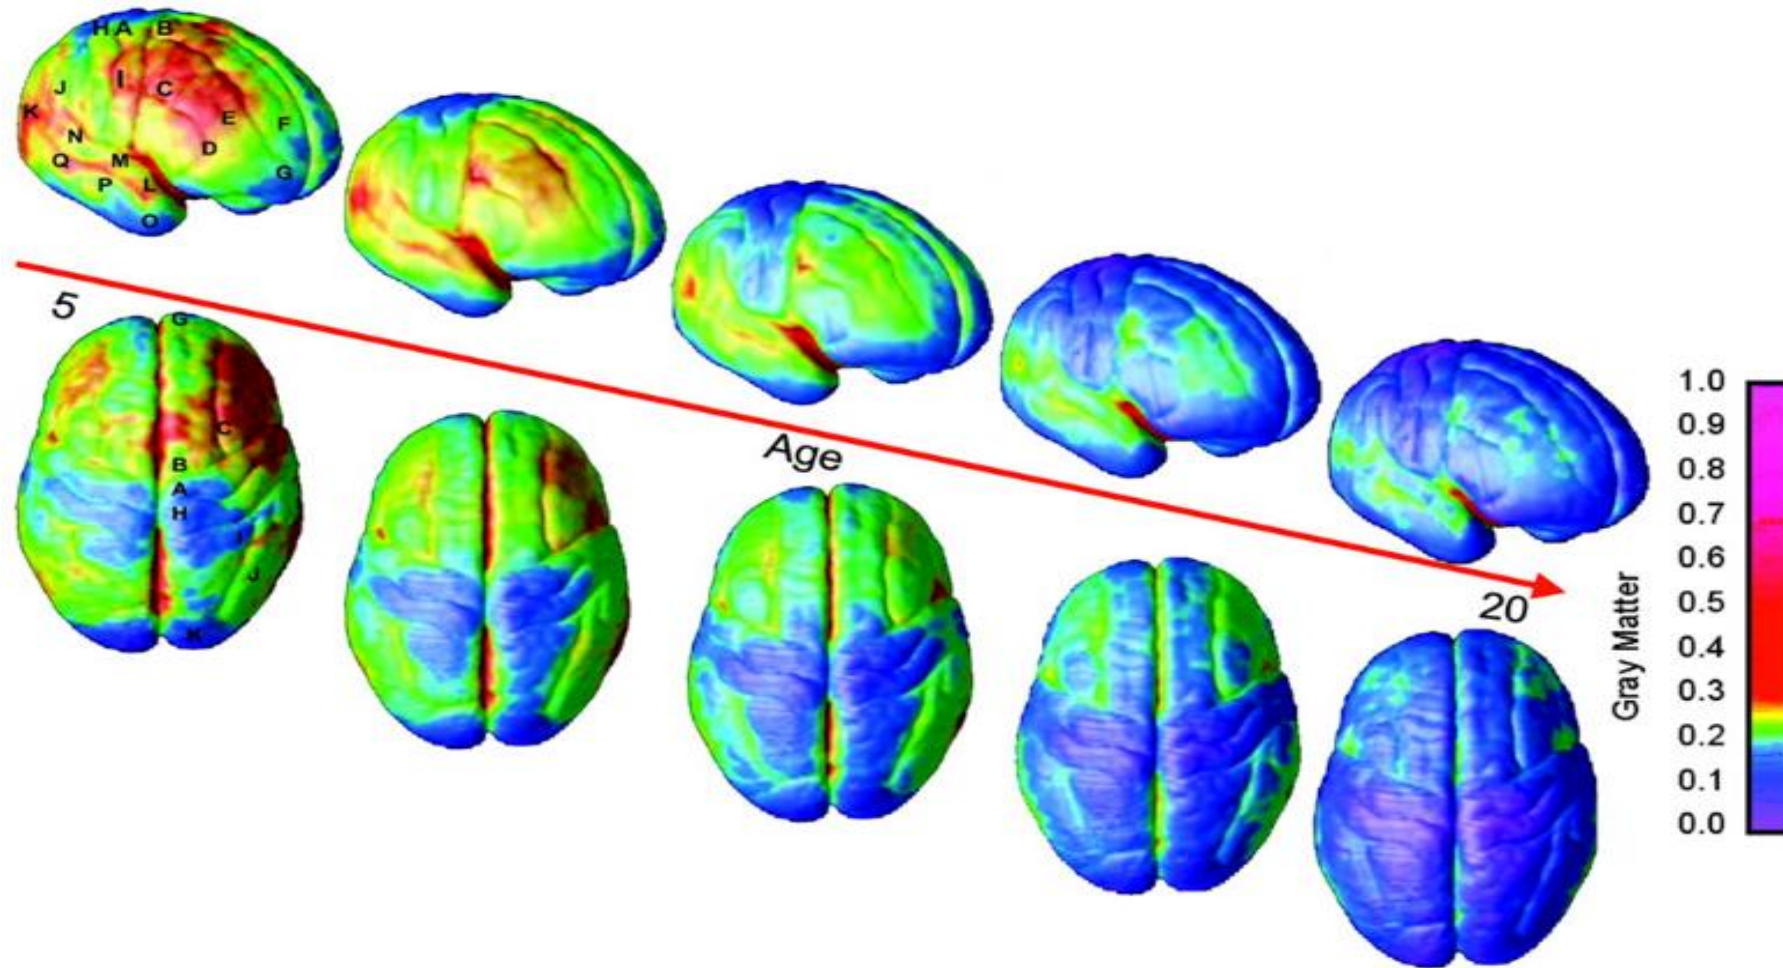 H A B
I
J C
K E F
N D
Q M G
P L
O
5
G
C
B
A
H
I
J
K
Age
20
Gray Matter
1.0
0.9
0.8
0.7
0.6
0.5
0.4
0.3
0.2
0.1
0.0